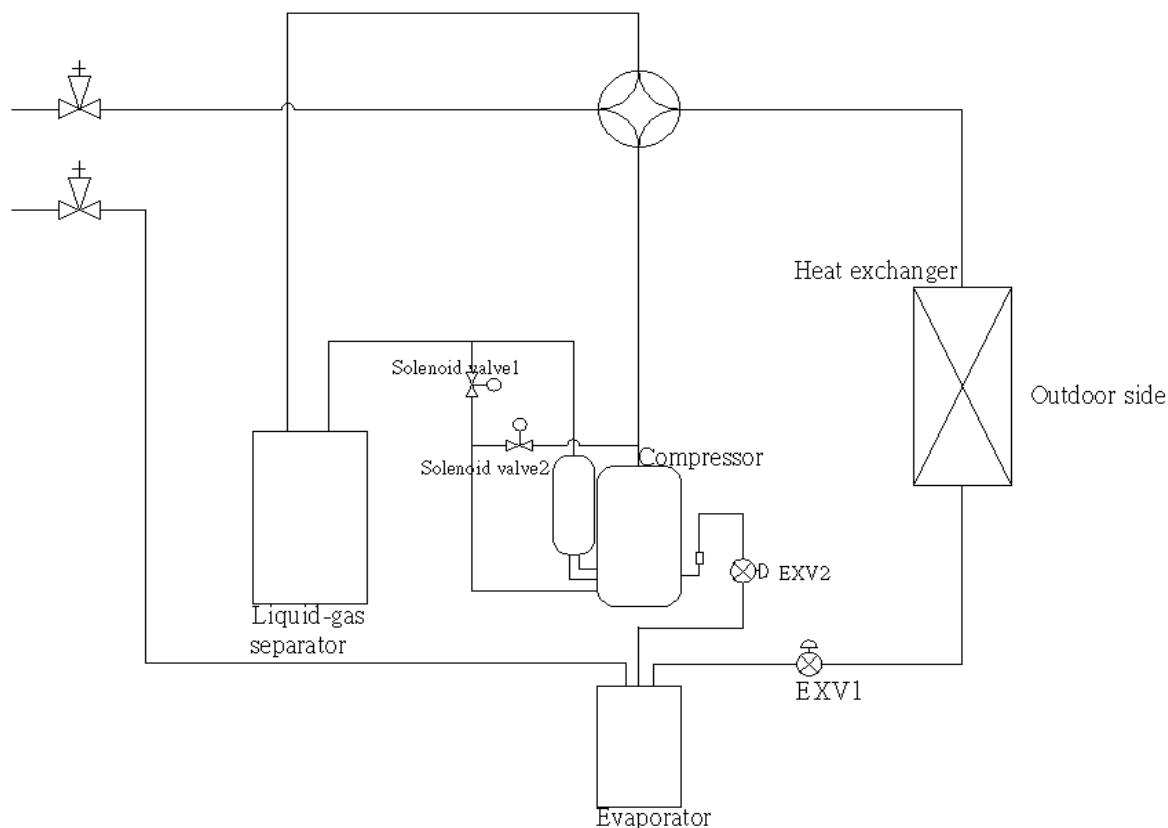 Heat exchanger
Solenoid valve1
Outdoor side
Compressor
Solenoid valve2
EXV2
Liquid-gas
separator
EXV1
Evaporator